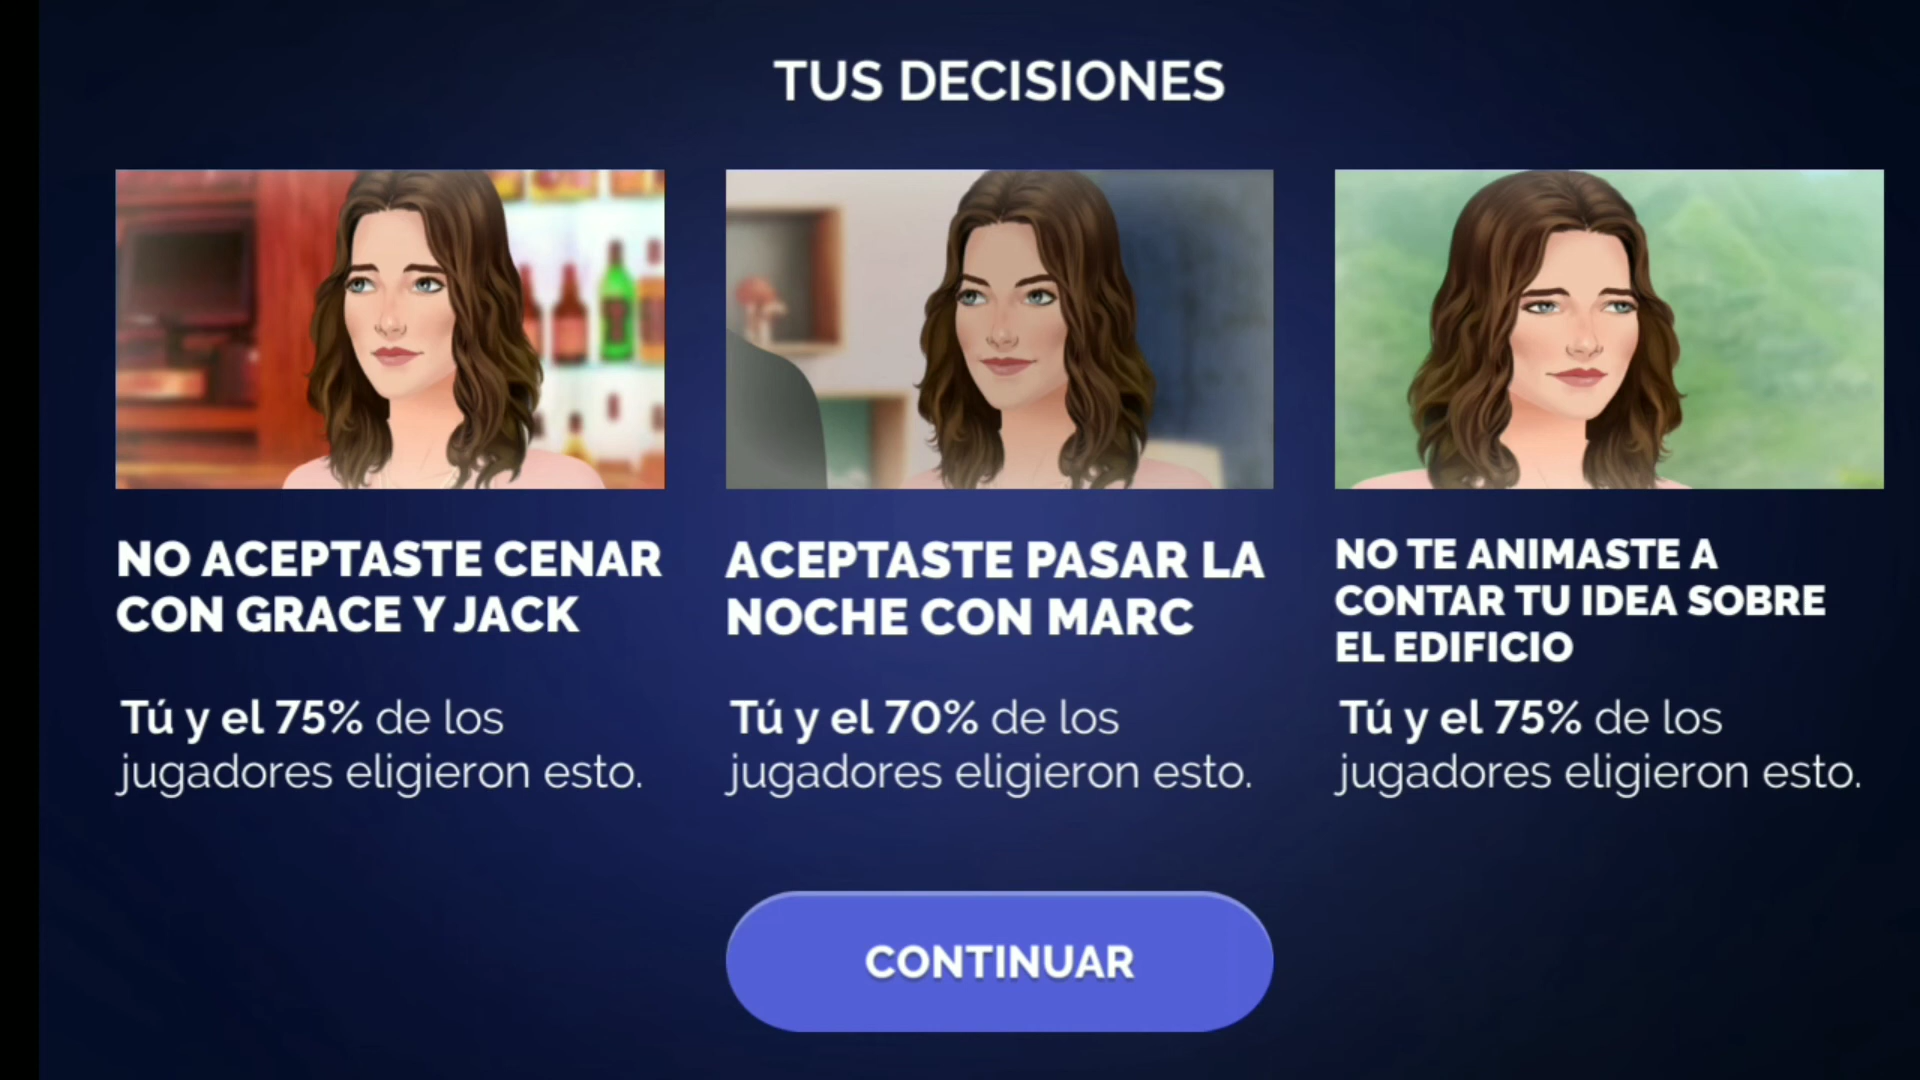 TUS DECISIONES
NO ACEPTASTE CENAR
CON GRACE Y JACK
Tú y el 75% de los
jugadores eligieron esto.
ACEPTASTE PASAR LA
NOCHE CON MARC
Tú y el 70% de los
jugadores eligieron esto.
NO TE ANIMASTE A
CONTAR TU IDEA SOBRE
EL EDIFICIO
Tú y el 75% de los
jugadores eligieron esto.
CONTINUAR